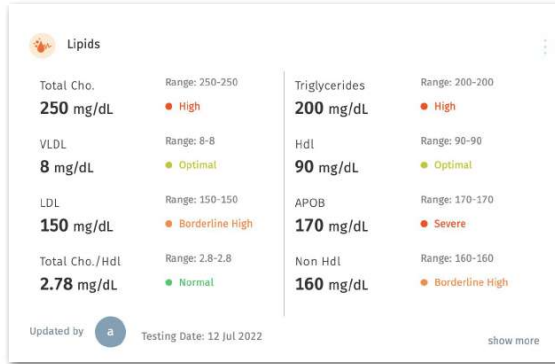 Lipids
Total Cho.
Range: 250-250
250 mg/dL
High
VLDL
Range: 8-8
8 mg/dL
Optimal
LDL
Range: 150-150
150 mg/dL
Borderline High
Total Cho./Hdl
Range: 2.8-2.8
2.78 mg/dL
Normal
Triglycerides
Range: 200-200
200 mg/dL
High
Hdl
Range: 90-90
90 mg/dL
Optimal
APOB
Range: 170-170
170 mg/dL
Severe
Non Hdl
Range: 160-160
160 mg/dL
Borderline High
Updated by a Testing Date: 12 Jul 2022
show more